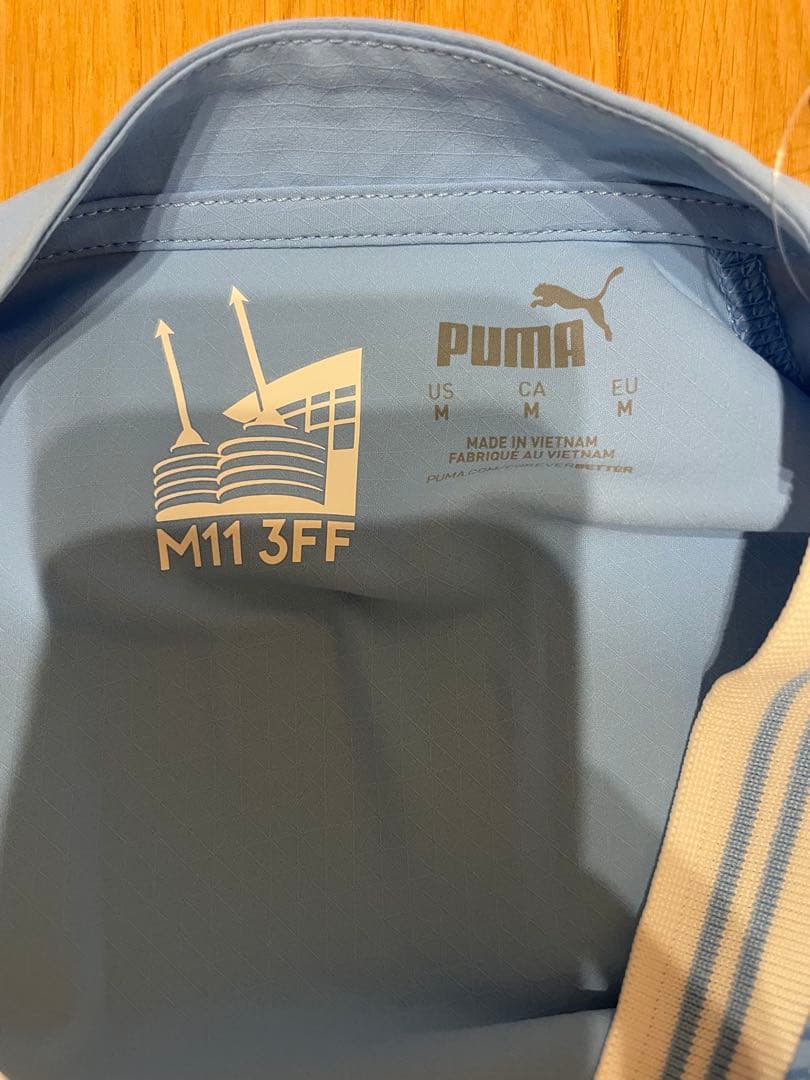 M11 3FF
PUMA
US CA EU
M M M
MADE IN VIETNAM
FABRIQUÉ AU VIETNAM
PUMA.COM/FOREVERBETTER